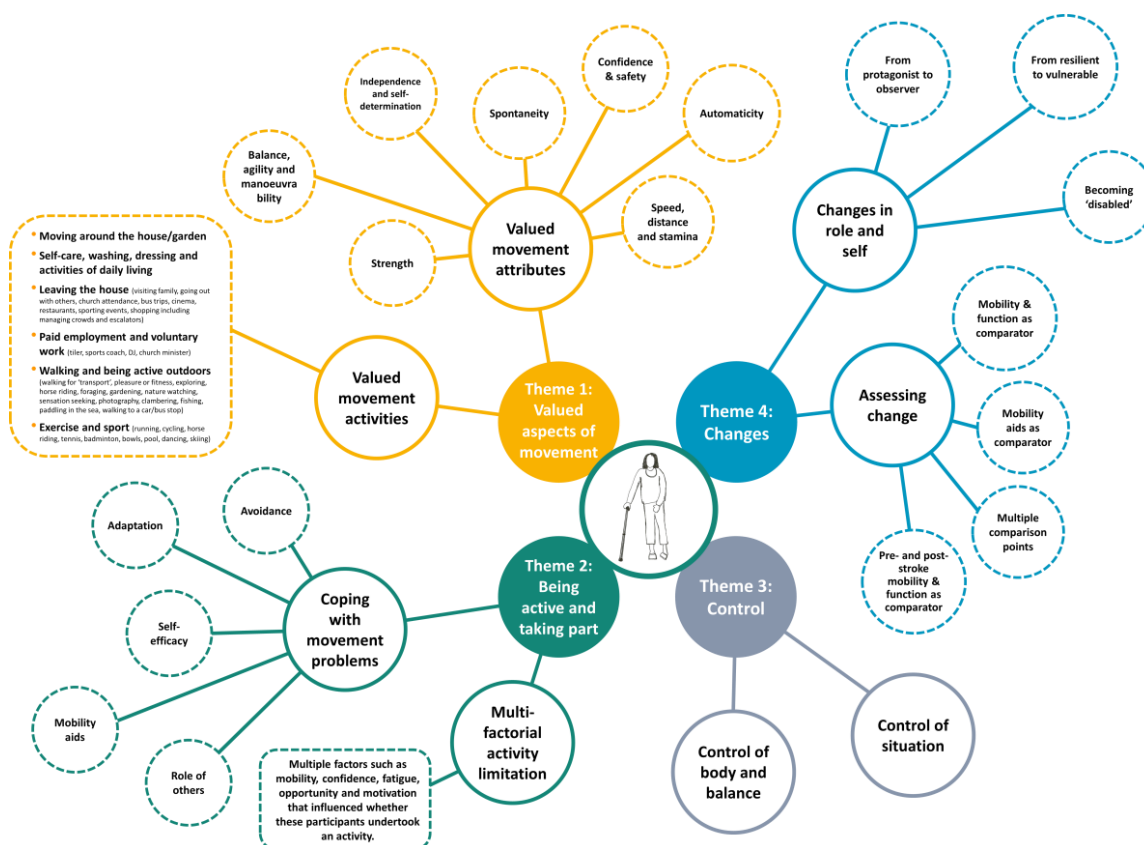 Independence
and self-
determination
Spontaneity
Confidence
& safety
Automaticity
Balance,
agility and
manoeuvra
bility
Strength
Speed,
distance
and stamina
Valued
movement
attributes
• Moving around the house/garden
• Self-care, washing, dressing and
activities of daily living
• Leaving the house (visiting family, going out
with others, church attendance, bus trips, cinema,
restaurants, sporting events, shopping including
managing crowds and escalators)
• Paid employment and voluntary
work (tiler, sports coach, DJ, church minister)
• Walking and being active outdoors
(walking for 'transport', pleasure or fitness, exploring,
horse riding, foraging, gardening, nature watching,
sensation seeking, photography, clambering, fishing,
paddling in the sea, walking to a car/bus stop)
• Exercise and sport (running, cycling, horse
riding, tennis, badminton, bowls, pool, dancing, skiing)
Valued
movement
activities
Theme 1:
Valued
aspects of
movement
From
protagonist to
observer
From resilient
to vulnerable
Becoming
'disabled'
Changes in
role and
self
Theme 4:
Changes
Assessing
change
Mobility &
function as
comparator
Mobility
aids as
comparator
Multiple
comparison
points
Pre- and post-
stroke
mobility &
function as
comparator
Adaptation
Avoidance
Self-
efficacy
Mobility
aids
Role of
others
Coping
with
movement
problems
Theme 2:
Being
active and
taking part
Multi-
factorial
activity
limitation
Multiple factors such as
mobility, confidence, fatigue,
opportunity and motivation
that influenced whether
these participants undertook
an activity.
Theme 3:
Control
Control of
body and
balance
Control of
situation